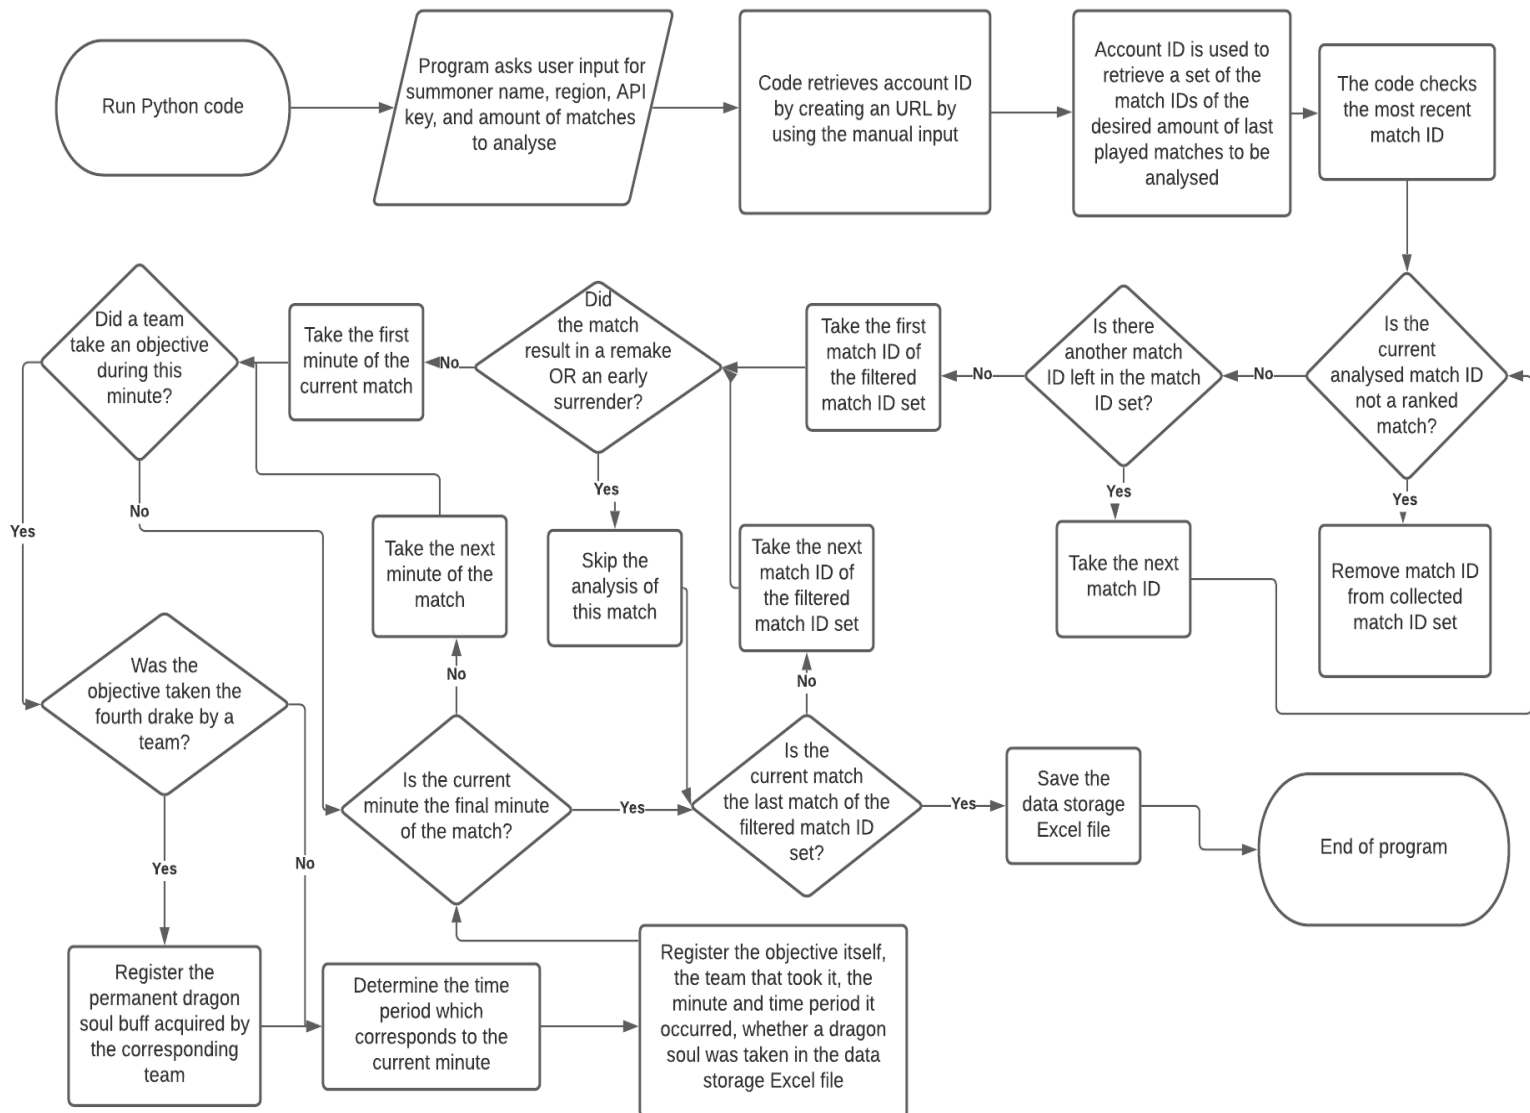 Run Python code
Program asks user input for
summoner name, region, API
key, and amount of matches
to analyse
Code retrieves account ID
by creating an URL by
using the manual input
Account ID is used to
retrieve a set of the
match IDs of the
desired amount of last
played matches to be
analysed
The code checks
the most recent
match ID
Is the
current
analysed match ID
not a ranked
match?
No
Yes
Remove match ID
from collected
match ID set
Is there
another match
ID left in the match
ID set?
No
Yes
Take the next
match ID
Take the first
match ID of
the filtered
match ID set
Did
the match
result in a remake
OR an early
surrender?
No
Yes
Skip the
analysis of
this match
Take the first
minute of the
current match
Did a team
take an objective
during this
minute?
No
Yes
Take the next
minute of the
match
Take the next
match ID of
the filtered
match ID set
Was the
objective taken the
fourth drake by a
team?
Yes
No
Is the current
minute the final minute
of the match?
No
Yes
Is the
current match
the last match of the
filtered match ID
set?
No
Yes
Save the
data storage
Excel file
End of program
Register the
permanent dragon
soul buff acquired by
the corresponding
team
Determine the time
period which
corresponds to the
current minute
Register the objective itself,
the team that took it, the
minute and time period it
occurred, whether a dragon
soul was taken in the data
storage Excel file